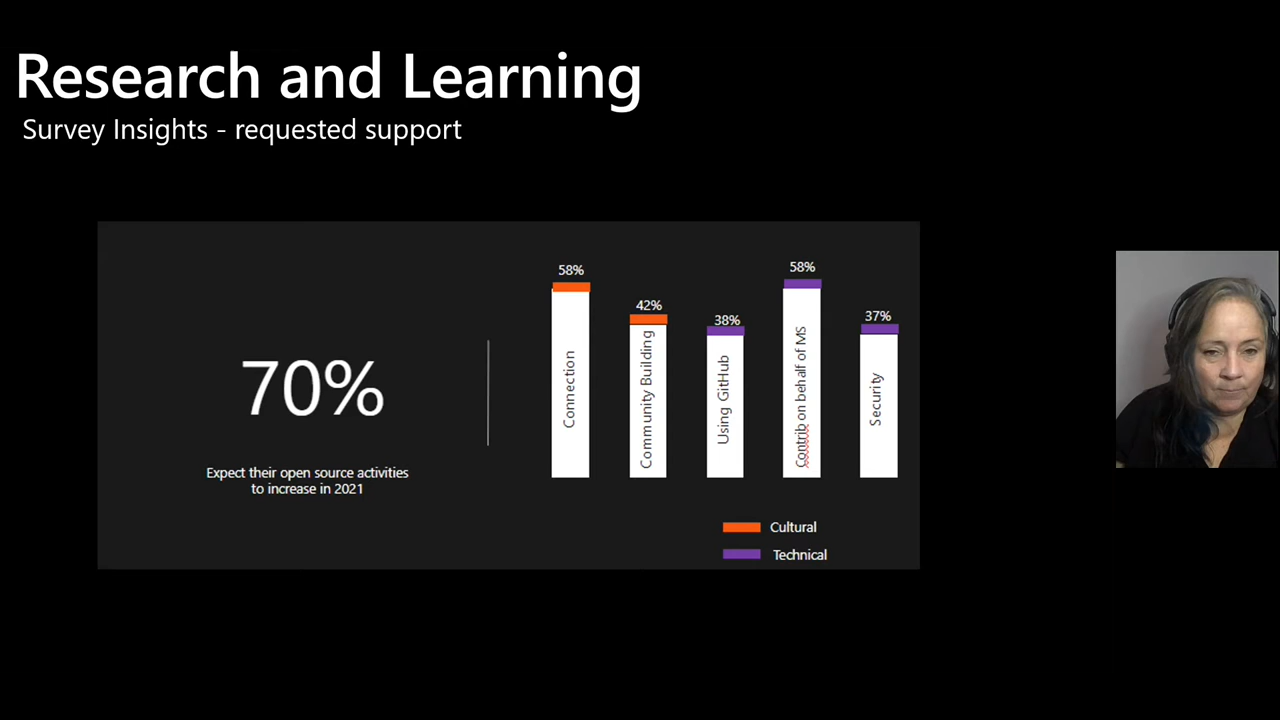 Research and Learning
Survey Insights - requested support
70%
Expect their open source activities
to increase in 2021
58%
Connection
42%
Community Building
38%
Using GitHub
58%
Contrib on behalf of MS
37%
Security
Cultural
Technical